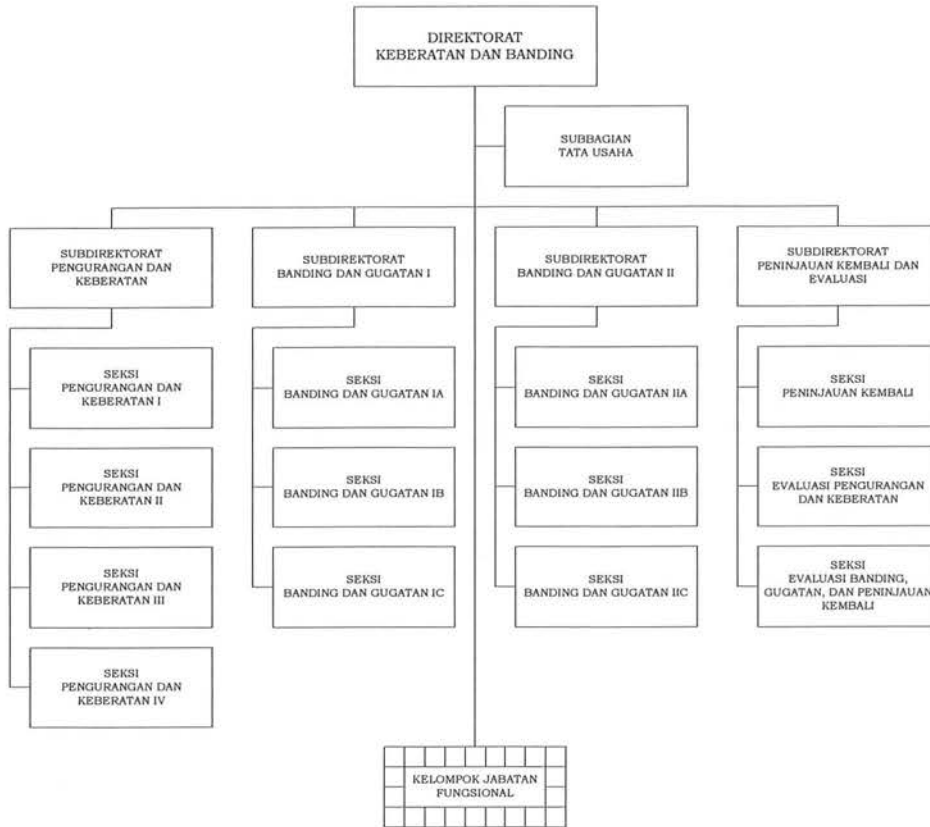 DIREKTORAT
KEBERATAN DAN BANDING
SUBBAGIAN
TATA USAHA
SUBDIREKTORAT
PENGURANGAN DAN
KEBERATAN
SUBDIREKTORAT
BANDING DAN GUGATAN I
SUBDIREKTORAT
BANDING DAN GUGATAN II
SUBDIREKTORAT
PENINJAUAN KEMBALI DAN
EVALUASI
SEKSI
PENGURANGAN DAN
KEBERATAN I
SEKSI
BANDING DAN GUGATAN IA
SEKSI
BANDING DAN GUGATAN IIA
SEKSI
PENINJAUAN KEMBALI
SEKSI
PENGURANGAN DAN
KEBERATAN II
SEKSI
BANDING DAN GUGATAN IB
SEKSI
BANDING DAN GUGATAN IIB
SEKSI
EVALUASI PENGURANGAN
DAN KEBERATAN
SEKSI
PENGURANGAN DAN
KEBERATAN III
SEKSI
BANDING DAN GUGATAN IC
SEKSI
BANDING DAN GUGATAN IIC
SEKSI
EVALUASI BANDING,
GUGATAN, DAN PENINJAUAN
KEMBALI
SEKSI
PENGURANGAN DAN
KEBERATAN IV
KELOMPOK JABATAN
FUNGSIONAL